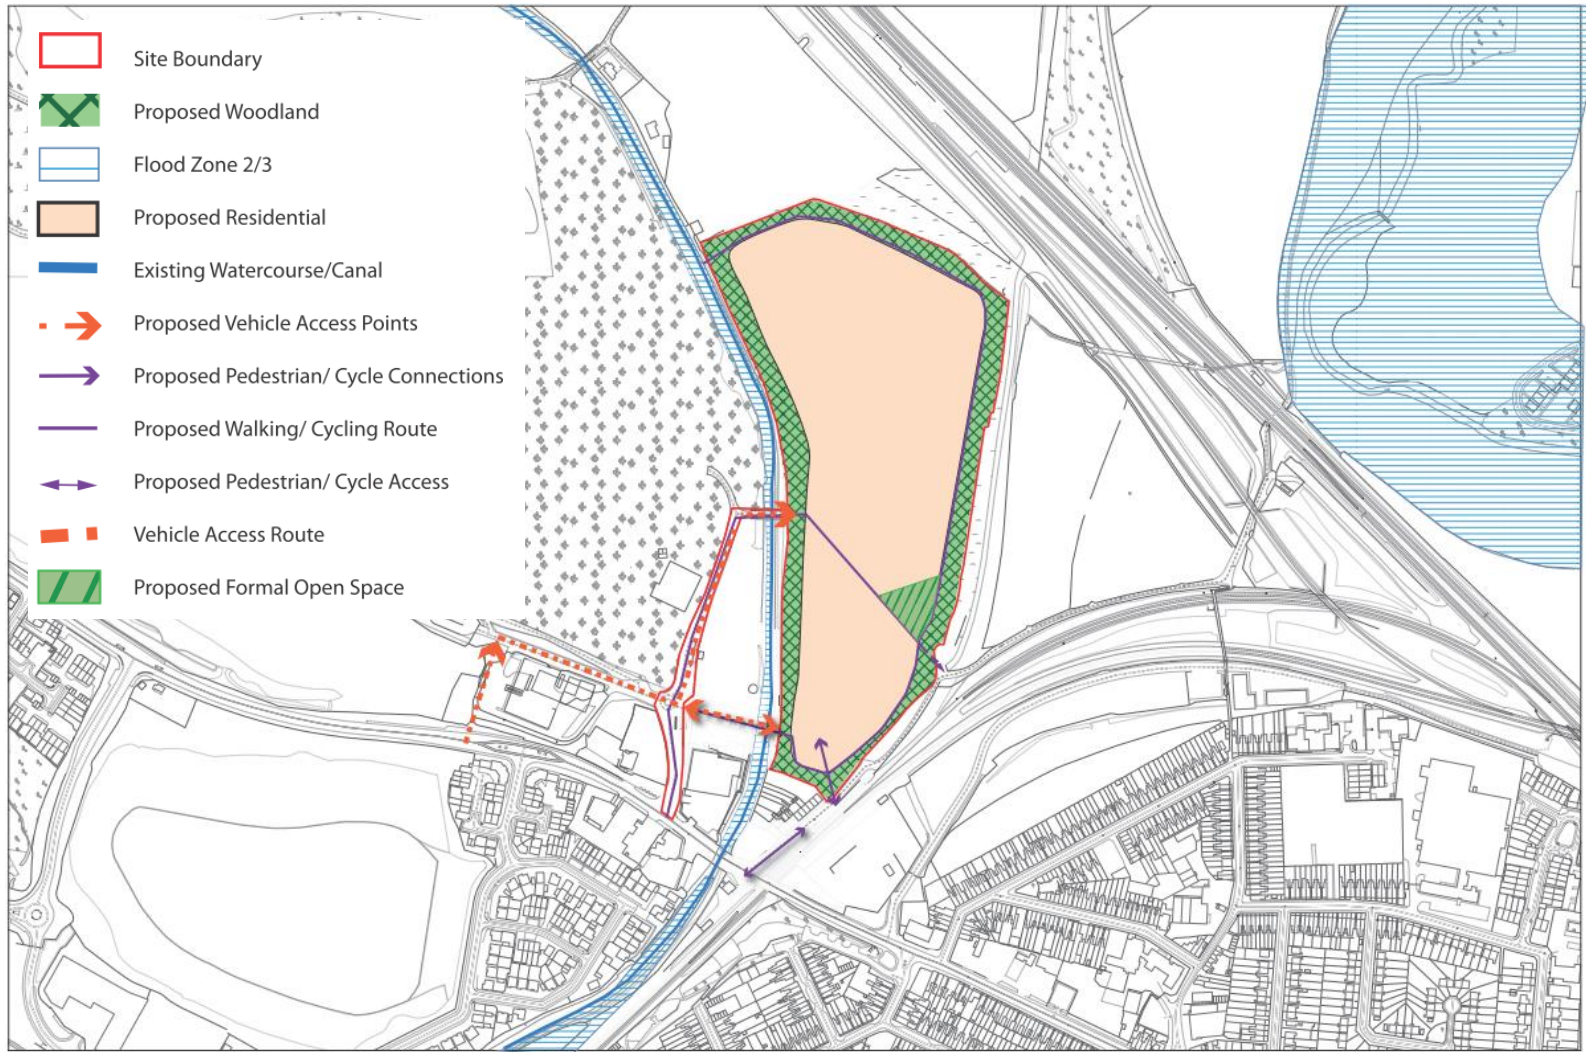 Site Boundary
Proposed Woodland
Flood Zone 2/3
Proposed Residential
Existing Watercourse/Canal
Proposed Vehicle Access Points
Proposed Pedestrian/ Cycle Connections
Proposed Walking/ Cycling Route
Proposed Pedestrian/ Cycle Access
Vehicle Access Route
Proposed Formal Open Space